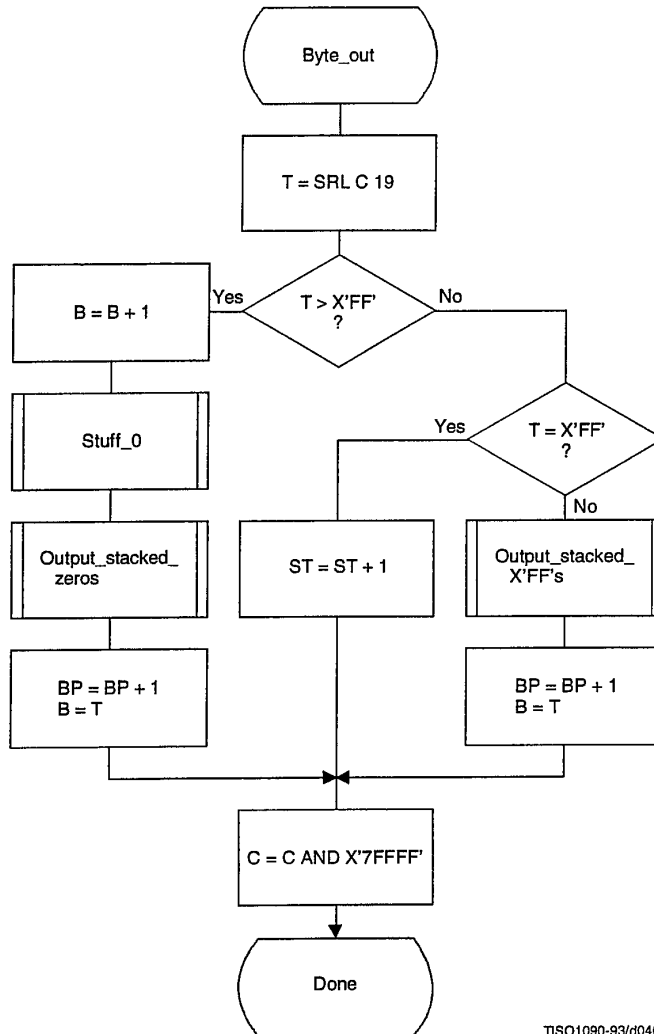 Byte_out
T = SRL C 19
T > X'FF'
?
Yes
No
B = B + 1
Stuff_0
Output_stacked_
zeros
BP = BP + 1
B = T
T = X'FF'
?
Yes
No
ST = ST + 1
Output_stacked_
X'FF's
BP = BP + 1
B = T
C = C AND X'7FFFF'
Done